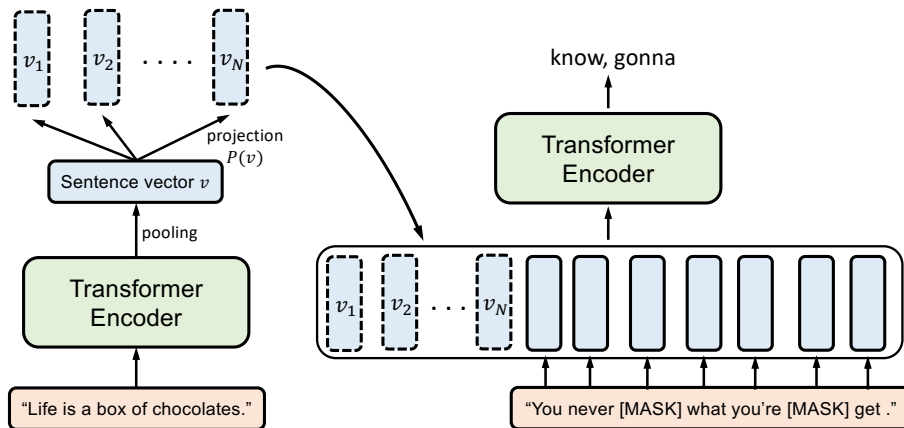 v1 v2 . . . . vN
projection
P(v)
Sentence vector v
pooling
Transformer
Encoder
“Life is a box of chocolates.”
know, gonna
Transformer
Encoder
v1 v2 . . . vN
“You never [MASK] what you're [MASK] get .”